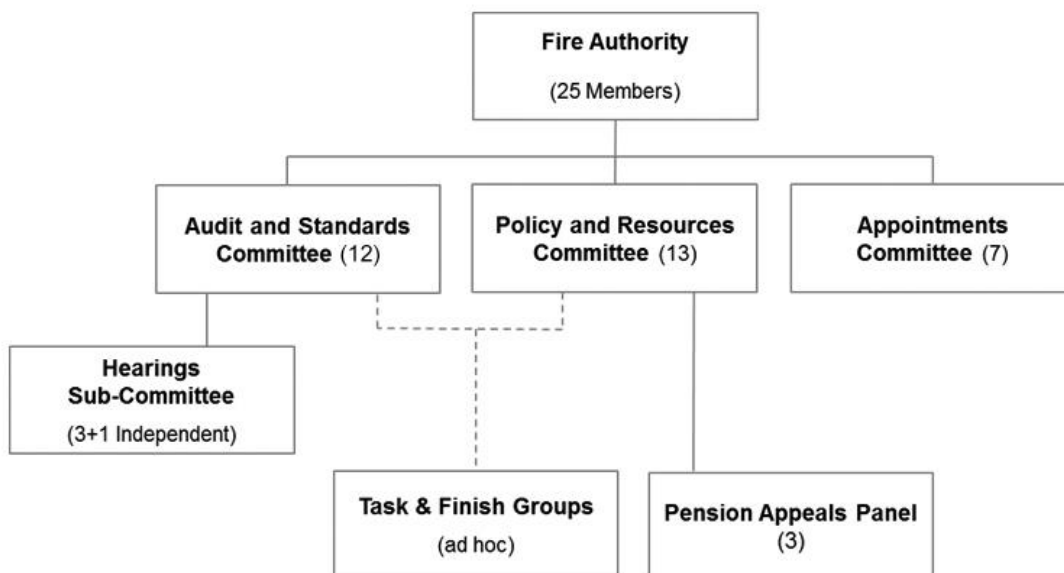 Fire Authority
(25 Members)
Audit and Standards
Committee (12)
Policy and Resources
Committee (13)
Appointments
Committee (7)
Hearings
Sub-Committee
(3+1 Independent)
Task & Finish Groups
(ad hoc)
Pension Appeals Panel
(3)